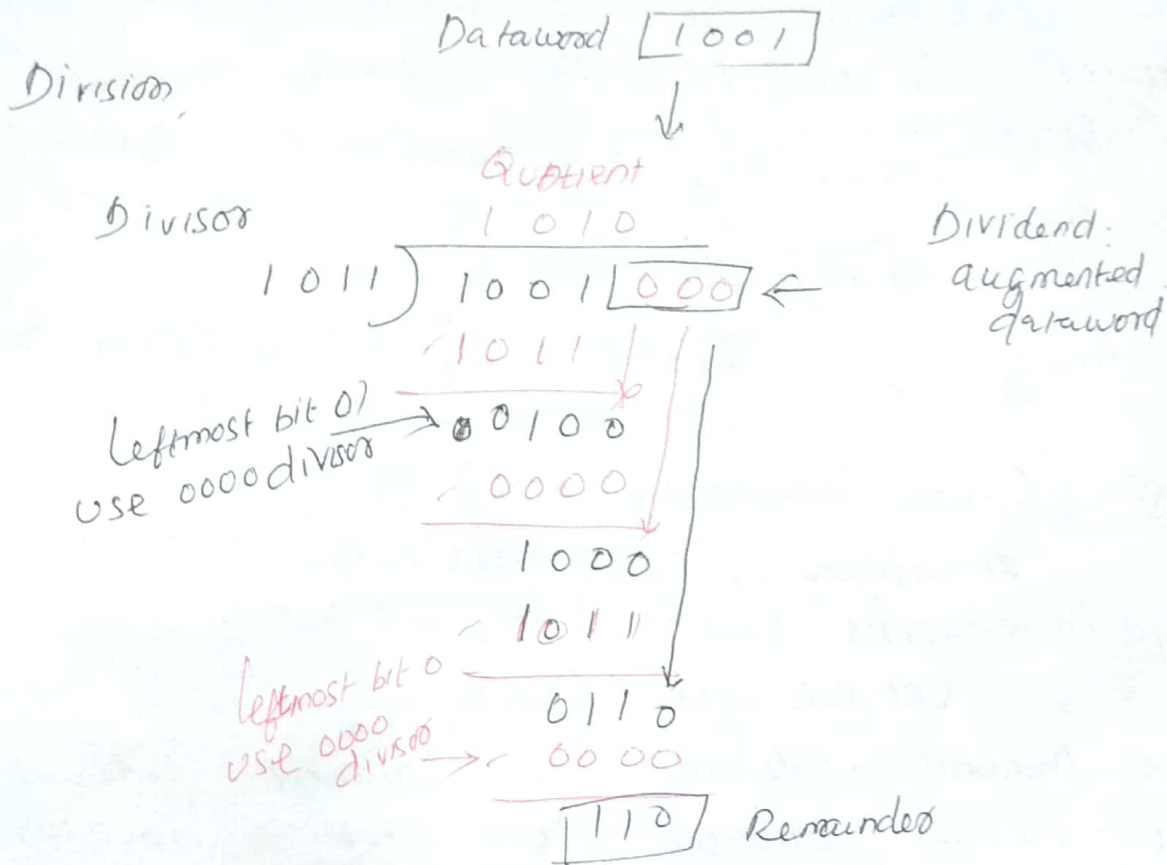 Dataword 1001
Division
Quotient
Divisor 1010 Dividend:
1011 1001 000 augmented
dataword
1011
leftmost bit 0) 00100
use 0000 divisor
0000
1000
1011
leftmost bit 0
use 0000
divisor
0110
0000
110 Remainder